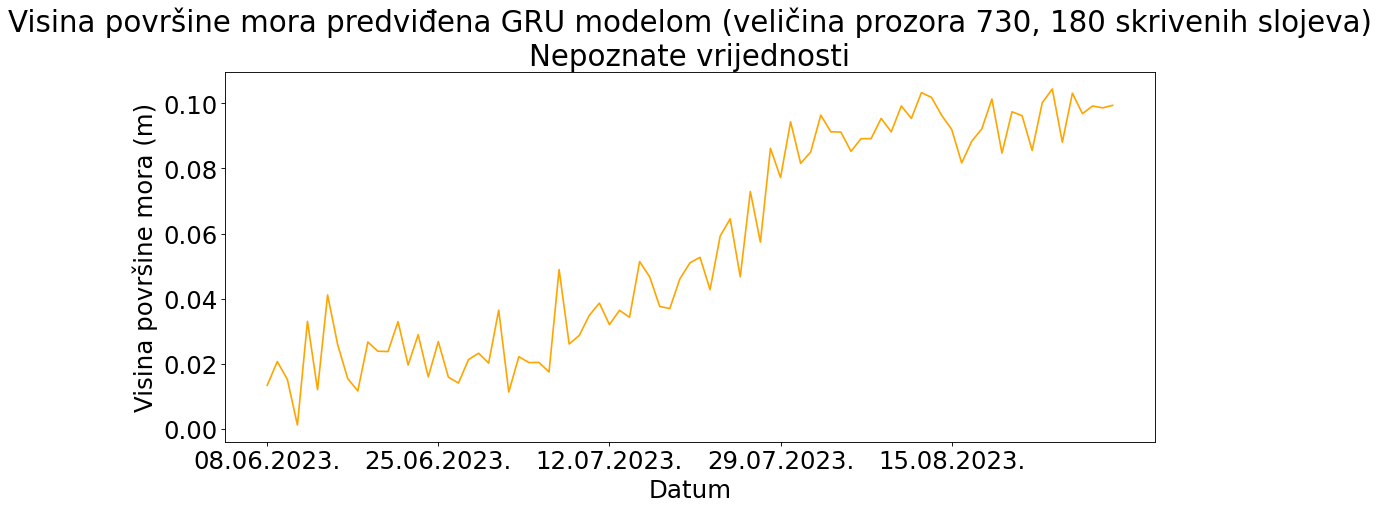 Visina površine mora predviđena GRU modelom (veličina prozora 730, 180 skrivenih slojeva)
Nepoznate vrijednosti
Visina površine mora (m)
0.10
0.08
0.06
0.04
0.02
0.00
08.06.2023. 25.06.2023. 12.07.2023. 29.07.2023. 15.08.2023.
Datum